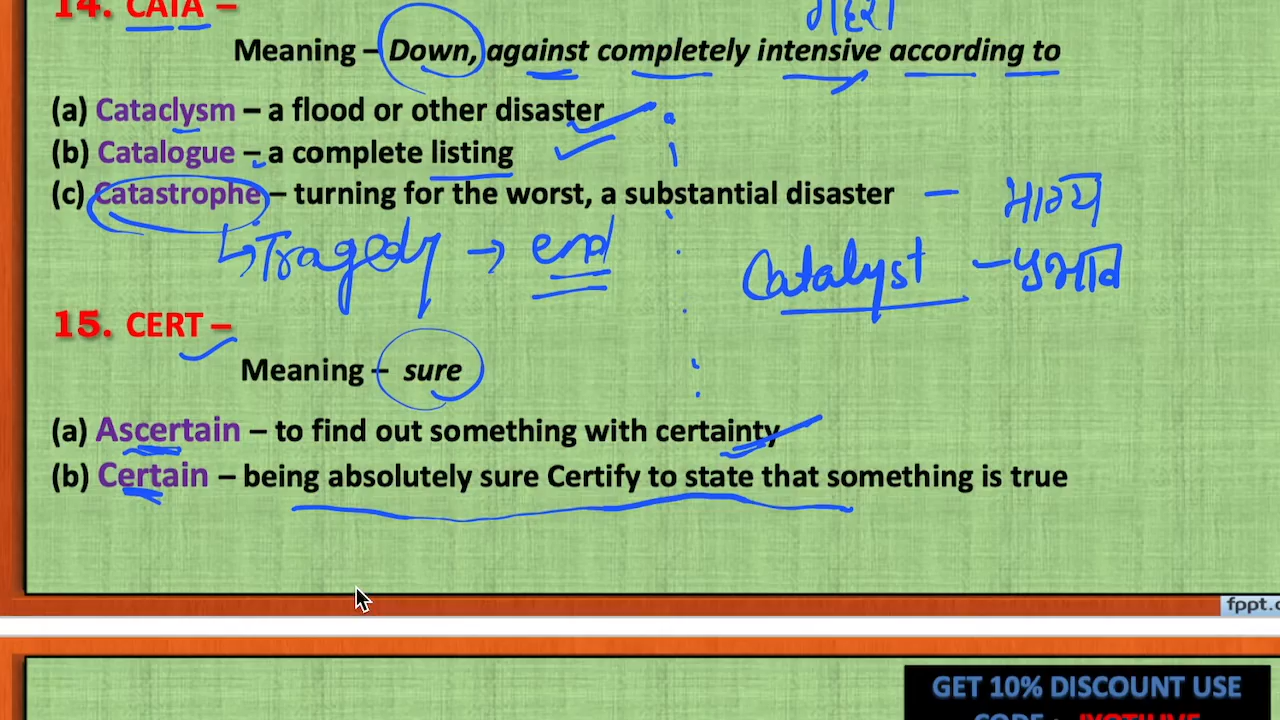 14. CATA –
गहरा
Meaning – Down, against completely intensive according to
(a) Cataclysm – a flood or other disaster
(b) Catalogue – a complete listing
(c) Catastrophe – turning for the worst, a substantial disaster – भाग्य
↳ Tragedy → end
Catalyst – प्रभाव
15. CERT –
Meaning – sure
(a) Ascertain – to find out something with certainty
(b) Certain – being absolutely sure Certify to state that something is true
fppt.c
GET 10% DISCOUNT USE